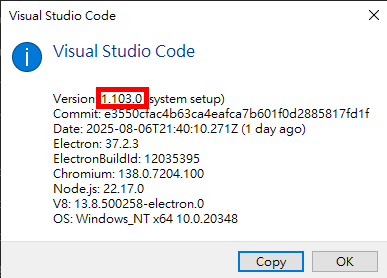 Visual Studio Code
Visual Studio Code
Version 1.103.0 system setup)
Commit: e3550cfac4b63ca4eafca7b601f0d2885817fd1f
Date: 2025-08-06T21:40:10.271Z (1 day ago)
Electron: 37.2.3
ElectronBuildId: 12035395
Chromium: 138.0.7204.100
Node.js: 22.17.0
V8: 13.8.500258-electron.0
OS: Windows_NT x64 10.0.20348
Copy
OK